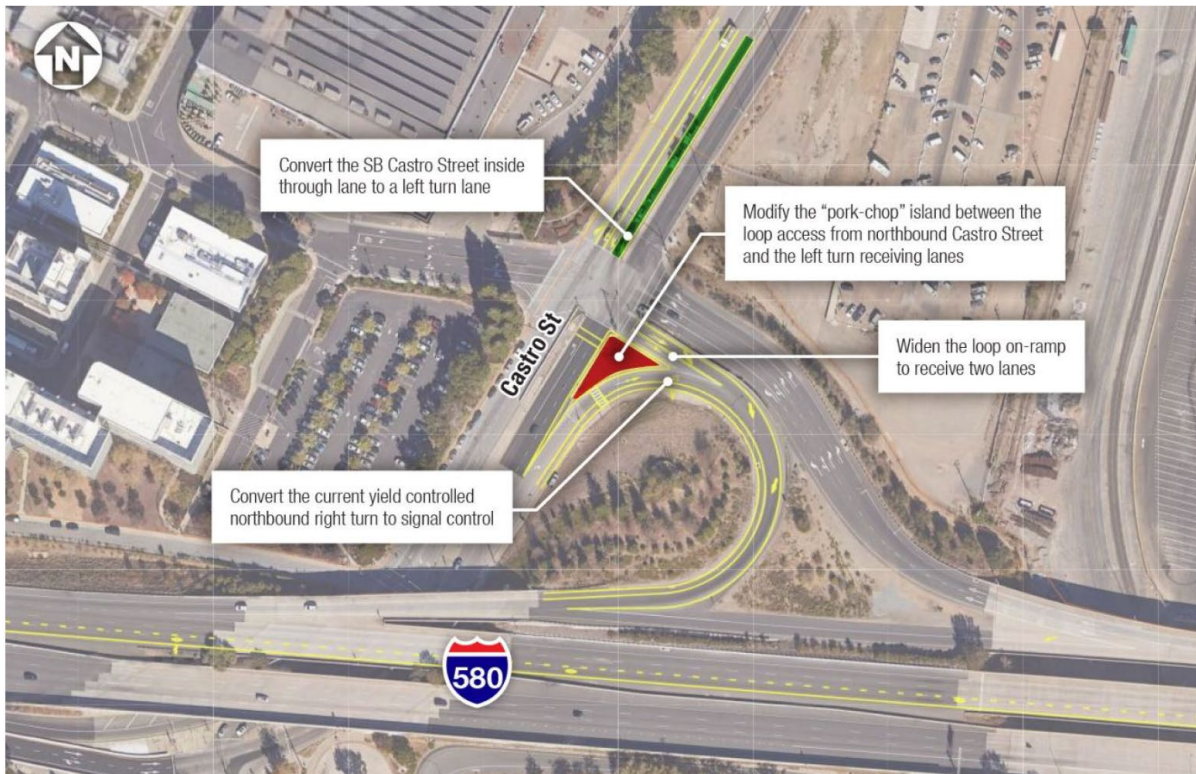 N
Convert the SB Castro Street inside
through lane to a left turn lane
Modify the “pork-chop” island between the
loop access from northbound Castro Street
and the left turn receiving lanes
Castro St
Widen the loop on-ramp
to receive two lanes
Convert the current yield controlled
northbound right turn to signal control
580